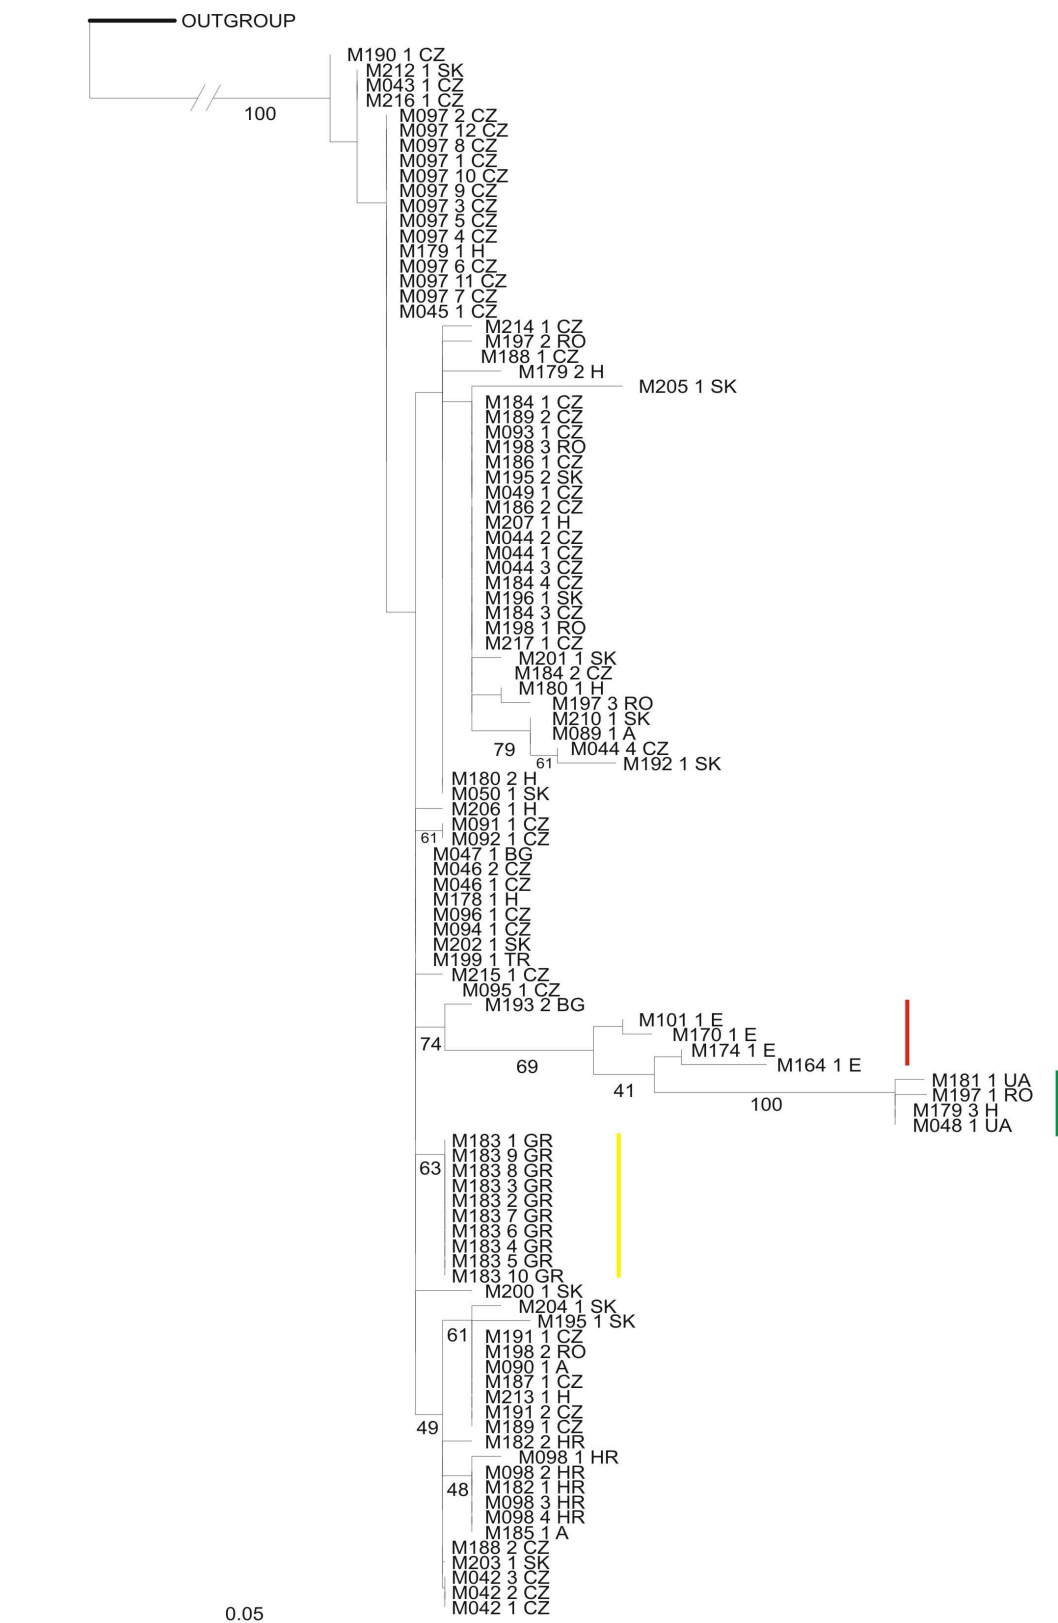 OUTGROUP
M190 1 CZ
M212 1 SK
M043 1 CZ
M216 1 CZ
100
M097 2 CZ
M097 12 CZ
M097 8 CZ
M097 1 CZ
M097 10 CZ
M097 9 CZ
M097 3 CZ
M097 5 CZ
M097 4 CZ
M179 1 H
M097 6 CZ
M097 11 CZ
M097 7 CZ
M045 1 CZ
M214 1 CZ
M197 2 RO
M188 1 CZ
M179 2 H
M205 1 SK
M184 1 CZ
M189 2 CZ
M093 1 CZ
M198 3 RO
M186 1 CZ
M195 2 SK
M049 1 CZ
M186 2 CZ
M207 1 H
M044 2 CZ
M044 1 CZ
M044 3 CZ
M184 4 CZ
M196 1 SK
M184 3 CZ
M198 1 RO
M217 1 CZ
M201 1 SK
M184 2 CZ
M180 1 H
M197 3 RO
M210 1 SK
M089 1 A
79
M044 4 CZ
61
M192 1 SK
M180 2 H
M050 1 SK
M206 1 H
M091 1 CZ
61
M092 1 CZ
M047 1 BG
M046 2 CZ
M046 1 CZ
M178 1 H
M096 1 CZ
M094 1 CZ
M202 1 SK
M199 1 TR
M215 1 CZ
M095 1 CZ
M193 2 BG
M101 1 E
M170 1 E
74
M174 1 E
69
M164 1 E
M181 1 UA
41
M197 1 RO
100
M179 3 H
M048 1 UA
M183 1 GR
M183 9 GR
63
M183 8 GR
M183 3 GR
M183 2 GR
M183 7 GR
M183 6 GR
M183 4 GR
M183 5 GR
M183 10 GR
M200 1 SK
M204 1 SK
M195 1 SK
61
M191 1 CZ
M198 2 RO
M090 1 A
M187 1 CZ
M213 1 H
M191 2 CZ
M189 1 CZ
49
M182 2 HR
M098 1 HR
M098 2 HR
48
M182 1 HR
M098 3 HR
M098 4 HR
M185 1 A
M188 2 CZ
M203 1 SK
M042 3 CZ
M042 2 CZ
M042 1 CZ
0.05